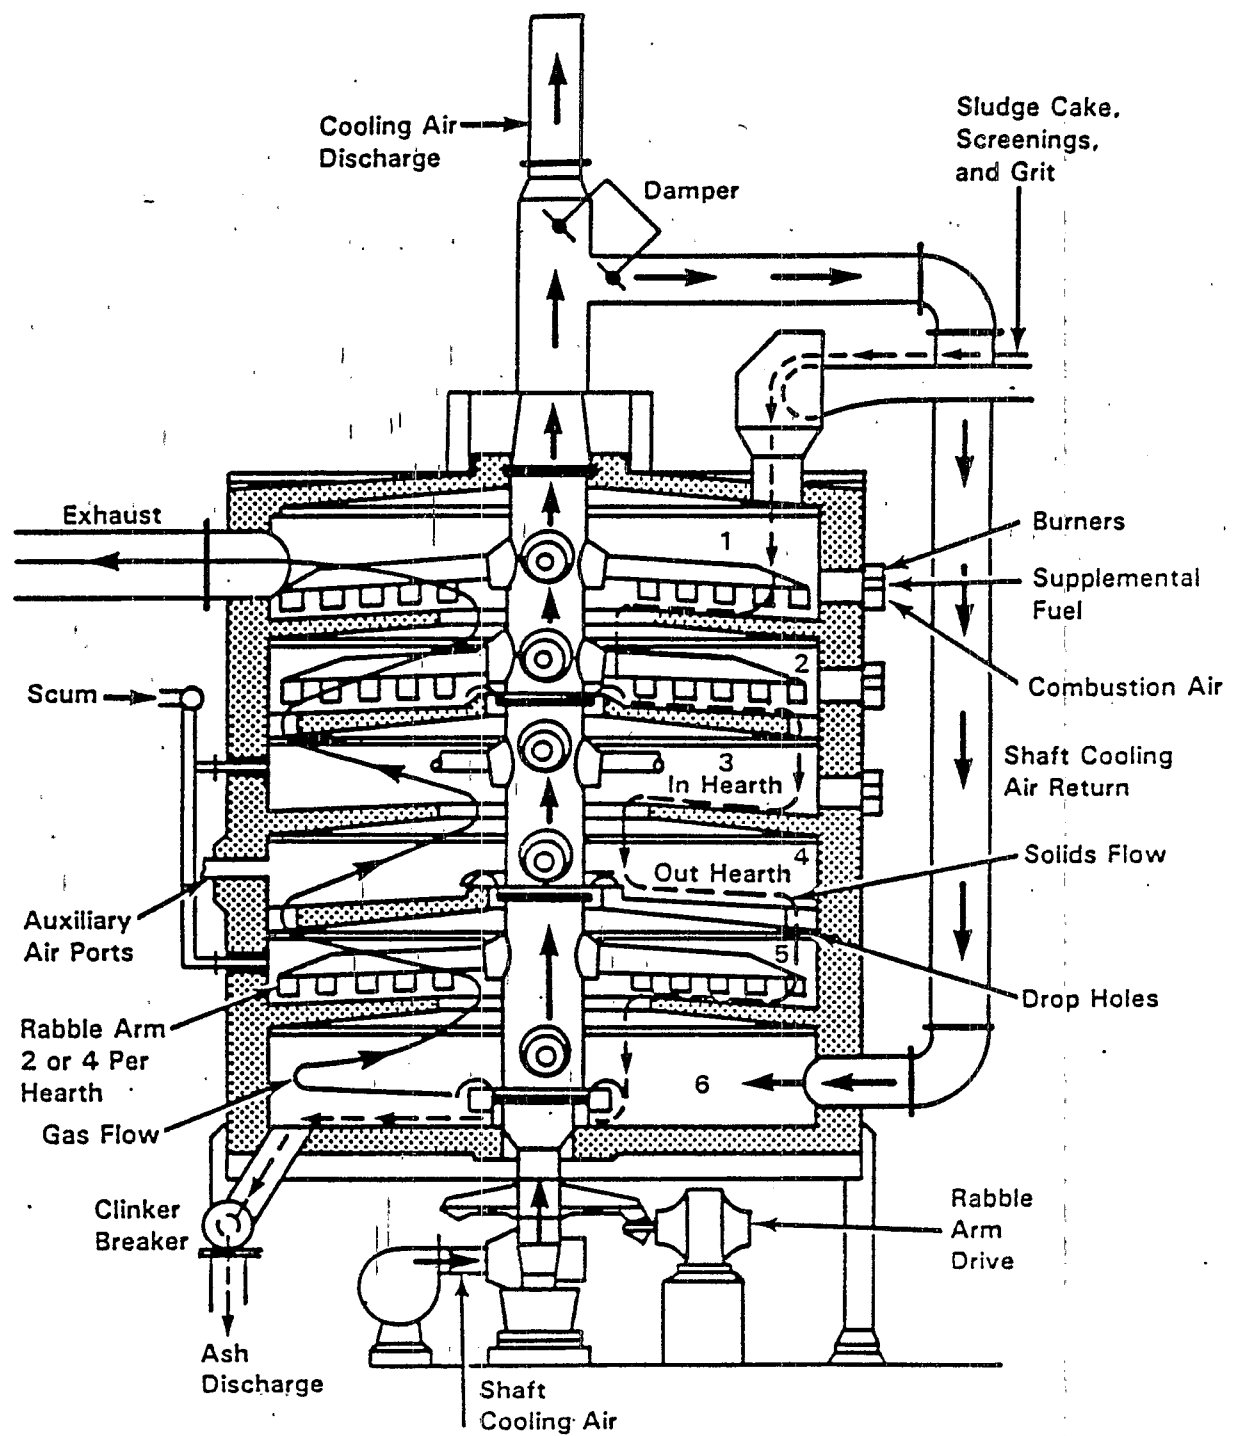 Cooling Air
Discharge
Damper
Sludge Cake,
Screenings,
and Grit
Exhaust
Burners
Supplemental
Fuel
Combustion Air
Scum
Shaft Cooling
Air Return
Solids Flow
Auxiliary
Air Ports
Drop Holes
Rabble Arm
2 or 4 Per
Hearth
Gas Flow
1
2
3
In Hearth
4
Out Hearth
5
6
Clinker
Breaker
Rabble
Arm
Drive
Ash
Discharge
Shaft
Cooling Air